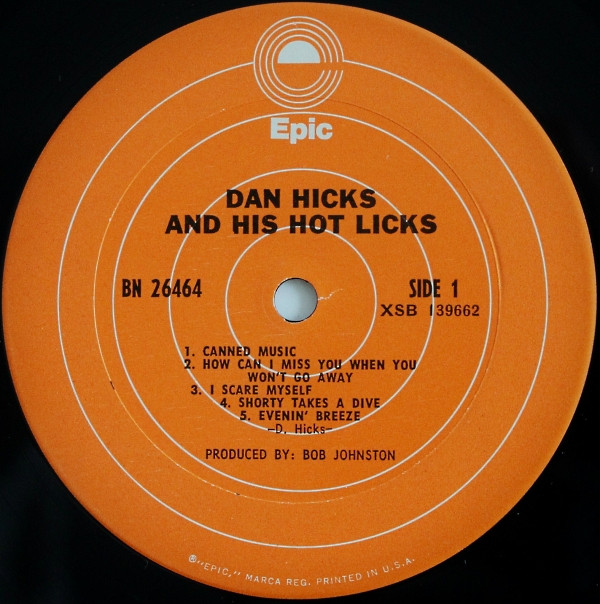 Epic
DAN HICKS
AND HIS HOT LICKS
BN 26464
SIDE 1
XSB 139662
1. CANNED MUSIC
2. HOW CAN I MISS YOU WHEN YOU
WON'T GO AWAY
3. I SCARE MYSELF
4. SHORTY TAKES A DIVE
5. EVENIN' BREEZE
—D. Hicks—
PRODUCED BY: BOB JOHNSTON
®"EPIC," MARCA REG. PRINTED IN U.S.A.